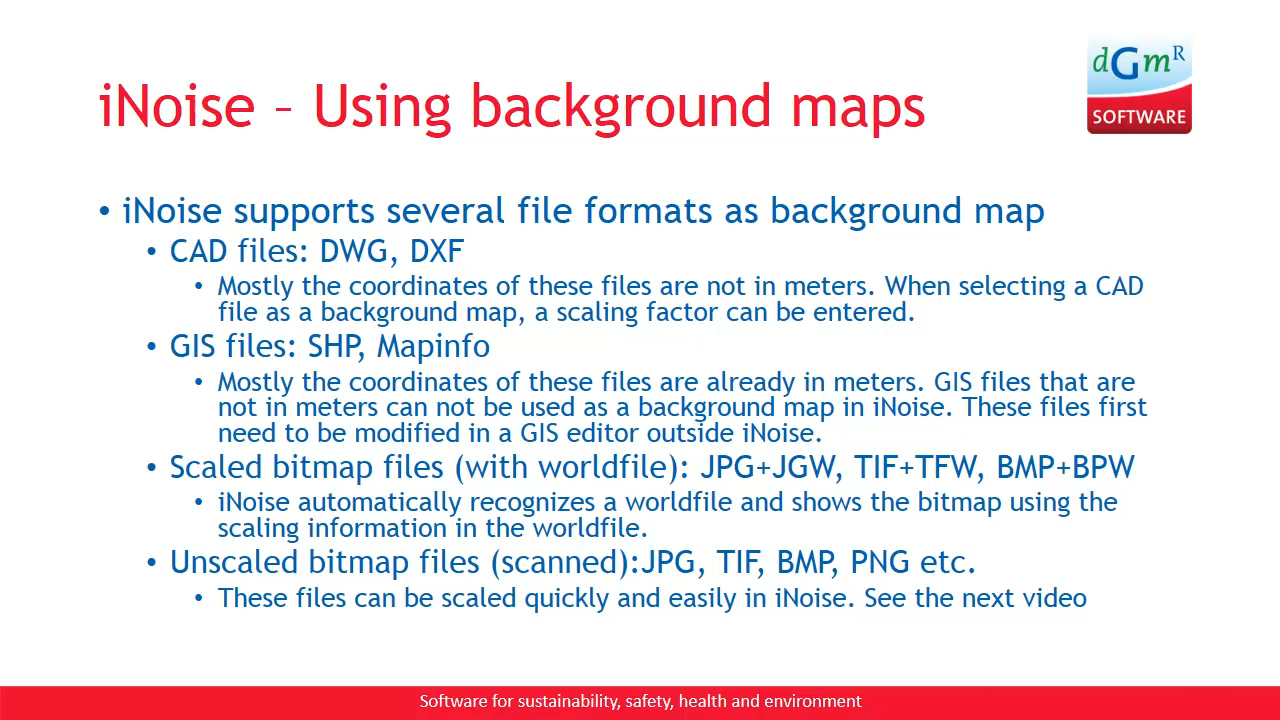 dGmR
SOFTWARE
iNoise – Using background maps
• iNoise supports several file formats as background map
• CAD files: DWG, DXF
• Mostly the coordinates of these files are not in meters. When selecting a CAD
file as a background map, a scaling factor can be entered.
• GIS files: SHP, Mapinfo
• Mostly the coordinates of these files are already in meters. GIS files that are
not in meters can not be used as a background map in iNoise. These files first
need to be modified in a GIS editor outside iNoise.
• Scaled bitmap files (with worldfile): JPG+JGW, TIF+TFW, BMP+BPW
• iNoise automatically recognizes a worldfile and shows the bitmap using the
scaling information in the worldfile.
• Unscaled bitmap files (scanned):JPG, TIF, BMP, PNG etc.
• These files can be scaled quickly and easily in iNoise. See the next video
Software for sustainability, safety, health and environment